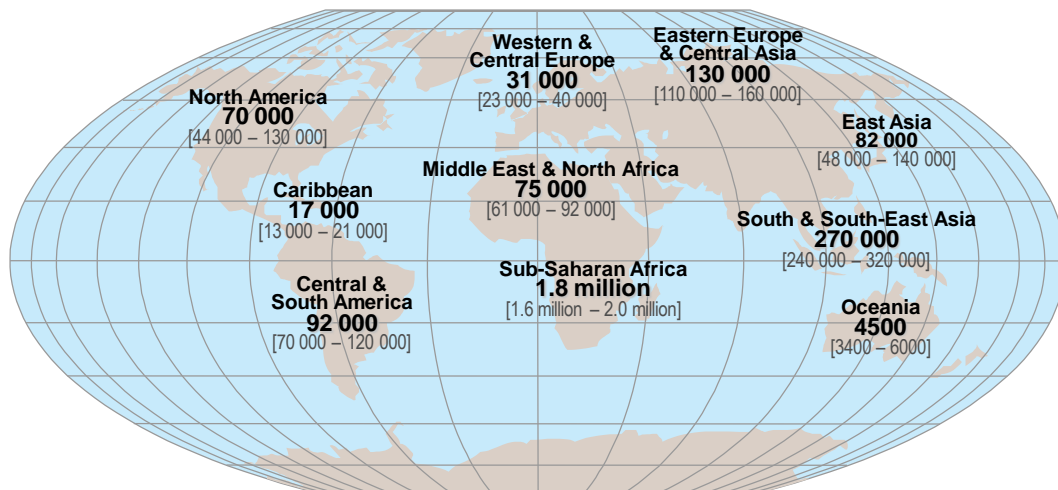 Western &
Central Europe
31 000
[23 000 – 40 000]
Eastern Europe
& Central Asia
130 000
[110 000 – 160 000]
North America
70 000
[44 000 – 130 000]
East Asia
82 000
[48 000 – 140 000]
Middle East & North Africa
75 000
[61 000 – 92 000]
Caribbean
17 000
[13 000 – 21 000]
South & South-East Asia
270 000
[240 000 – 320 000]
Sub-Saharan Africa
1.8 million
[1.6 million – 2.0 million]
Central &
South America
92 000
[70 000 – 120 000]
Oceania
4500
[3400 – 6000]